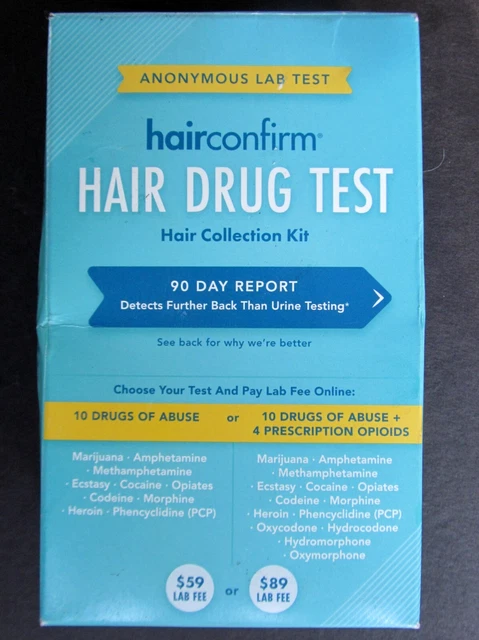 ANONYMOUS LAB TEST
hairconfirm®
HAIR DRUG TEST
Hair Collection Kit
90 DAY REPORT
Detects Further Back Than Urine Testing*
See back for why we're better
Choose Your Test And Pay Lab Fee Online:
10 DRUGS OF ABUSE
or
10 DRUGS OF ABUSE +
4 PRESCRIPTION OPIOIDS
Marijuana · Amphetamine
· Methamphetamine
· Ecstasy · Cocaine · Opiates
· Codeine · Morphine
· Heroin · Phencyclidine (PCP)
Marijuana · Amphetamine
· Methamphetamine
· Ecstasy · Cocaine · Opiates
· Codeine · Morphine
· Heroin · Phencyclidine (PCP)
· Oxycodone · Hydrocodone
· Hydromorphone
· Oxymorphone
$59
LAB FEE
or
$89
LAB FEE